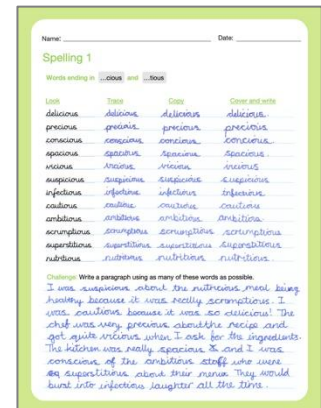 Name: Date:
Spelling 1
Words ending in ...cious and ...tious
Look Trace Copy Cover and write
delicious delicious delicious delicious.
precious precious precious precious
conscious conscious concious concious.
spacious spacious spacious spacious.
vicious vicious vicious vicious.
suspicious suspicious suspicious suspicious
infectious infectious infectious infectious.
cautious cautious cautious cautious
ambitious ambitious ambitious ambitious.
scrumptious scrumptious scrumptious scrumptious.
superstitious superstitious superstitious superstitious.
nutritious nutritious nutritious nutritious.
Challenge: Write a paragraph using as many of these words as possible.
I was suspicious about the nutricious meal being
healthy because it was really scromptious. I
was cautious because it was so delicious! The
chef was very precious about the recipe and
got quite vicious when I ask for the ingredients.
The kitchen was really spacious & and I was
conscious of the ambitious staff who were
superstitious about their menu. They would
burst into infectious laughter all the time.